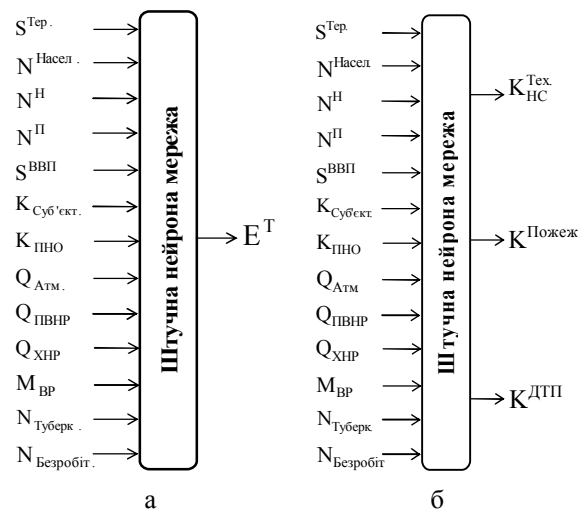 S^Тер.
N^Насел.
N^Н
N^П
S^ВВП
K_Суб'єкт.
K_ПНО
Q_Атм.
Q_ПВНР
Q_ХНР
M_ВР
N_Туберк.
N_Безробіт.
Штучна нейрона мережа
E^Т
а
S^Тер.
N^Насел.
N^Н
N^П
S^ВВП
K_Суб'єкт.
K_ПНО
Q_Атм
Q_ПВНР
Q_ХНР
M_ВР
N_Туберк.
N_Безробіт
Штучна нейрона мережа
K_НС^Тех.
K^Пожеж
K^ДТП
б